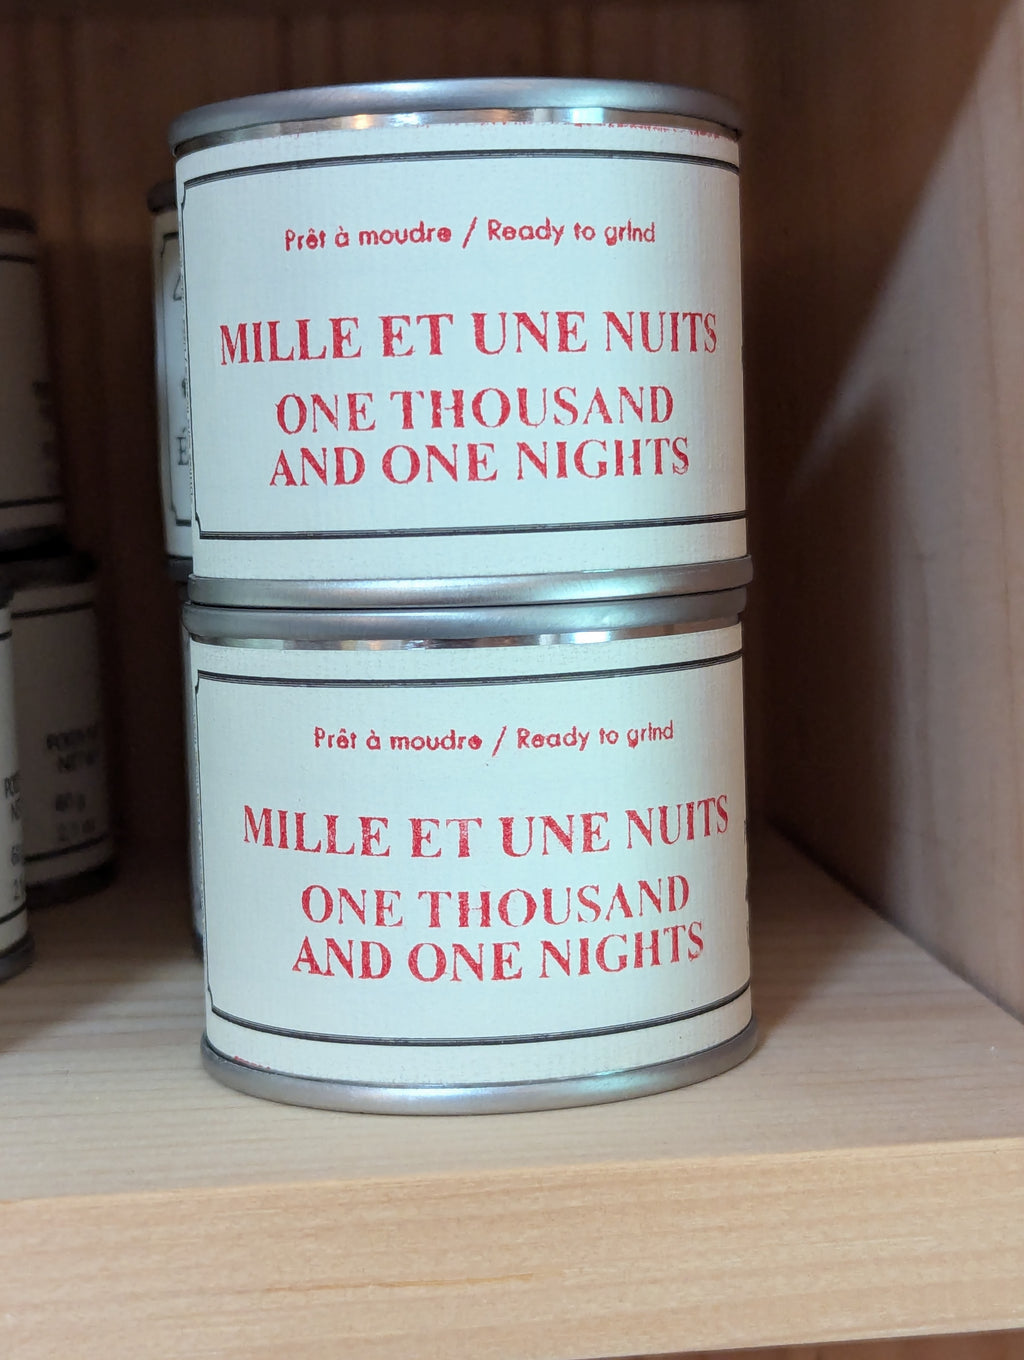 Prêt à moudre / Ready to grind
MILLE ET UNE NUITS
ONE THOUSAND
AND ONE NIGHTS
Prêt à moudre / Ready to grind
MILLE ET UNE NUITS
ONE THOUSAND
AND ONE NIGHTS